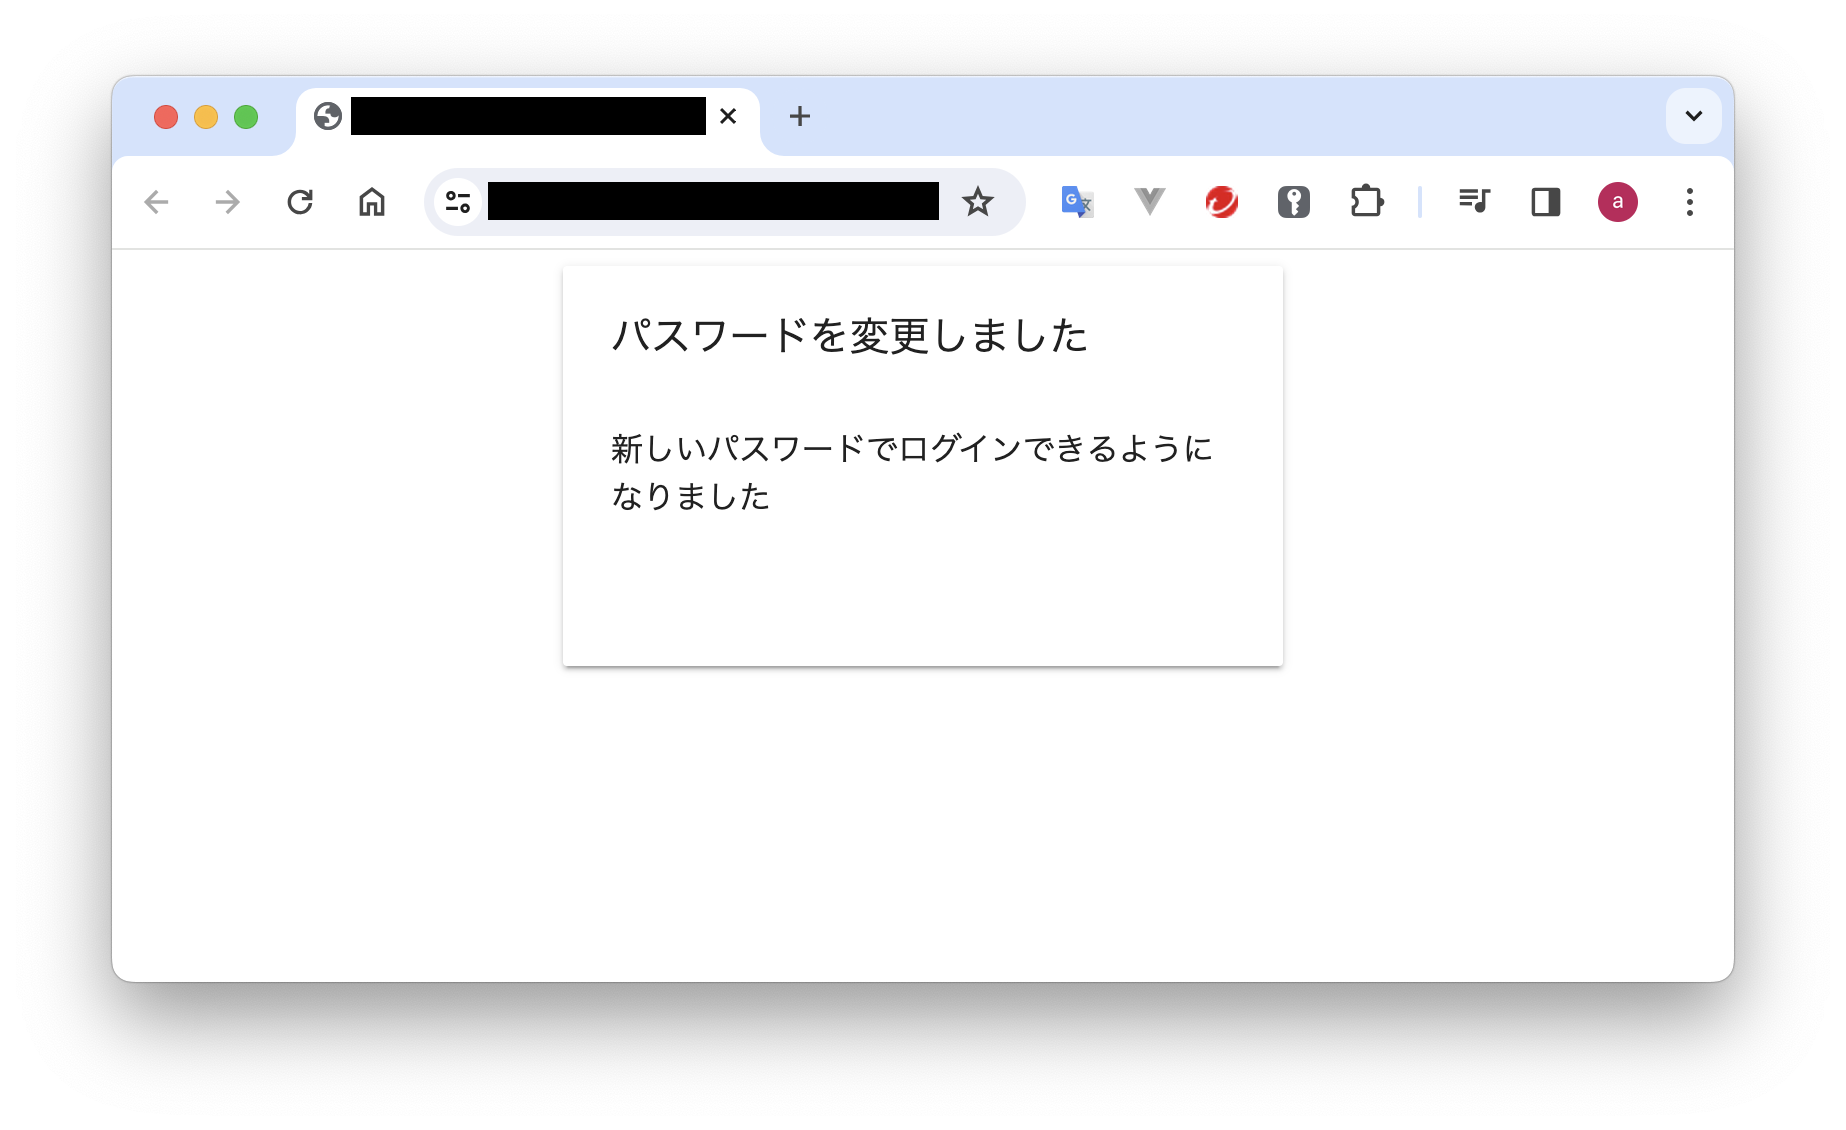 a
パスワードを変更しました
新しいパスワードでログインできるように
なりました